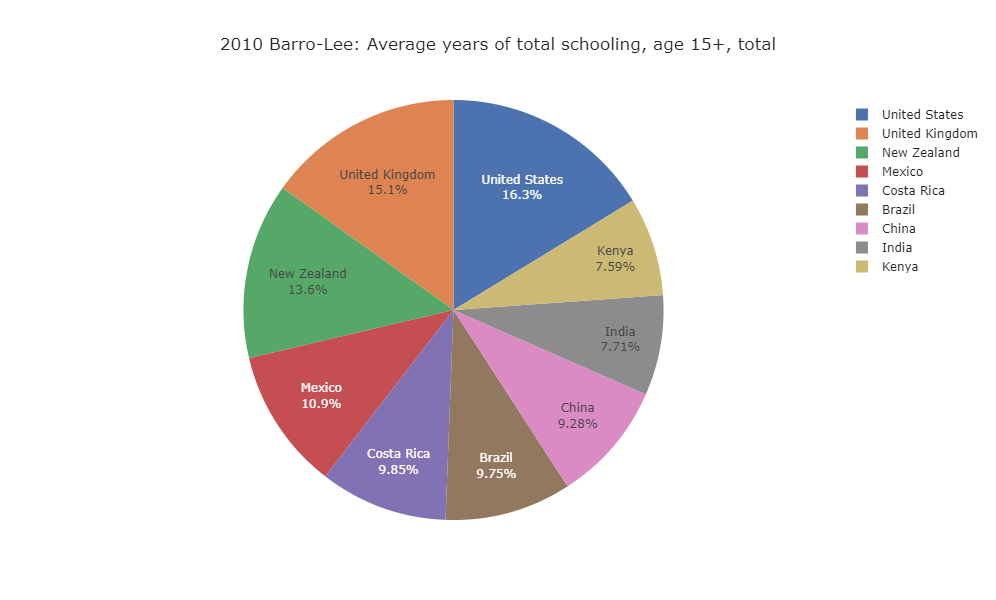 2010 Barro-Lee: Average years of total schooling, age 15+, total
United States
16.3%
United Kingdom
15.1%
New Zealand
13.6%
Mexico
10.9%
Costa Rica
9.85%
Brazil
9.75%
China
9.28%
India
7.71%
Kenya
7.59%
United States
United Kingdom
New Zealand
Mexico
Costa Rica
Brazil
China
India
Kenya